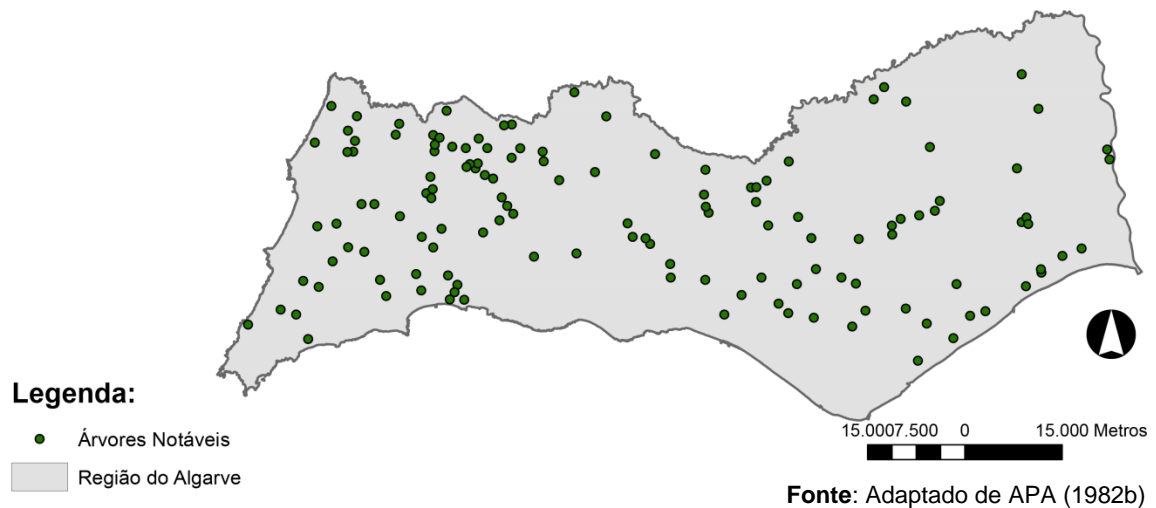 Legenda:
Árvores Notáveis
Região do Algarve
15.0007.500 0 15.000 Metros
Fonte: Adaptado de APA (1982b)